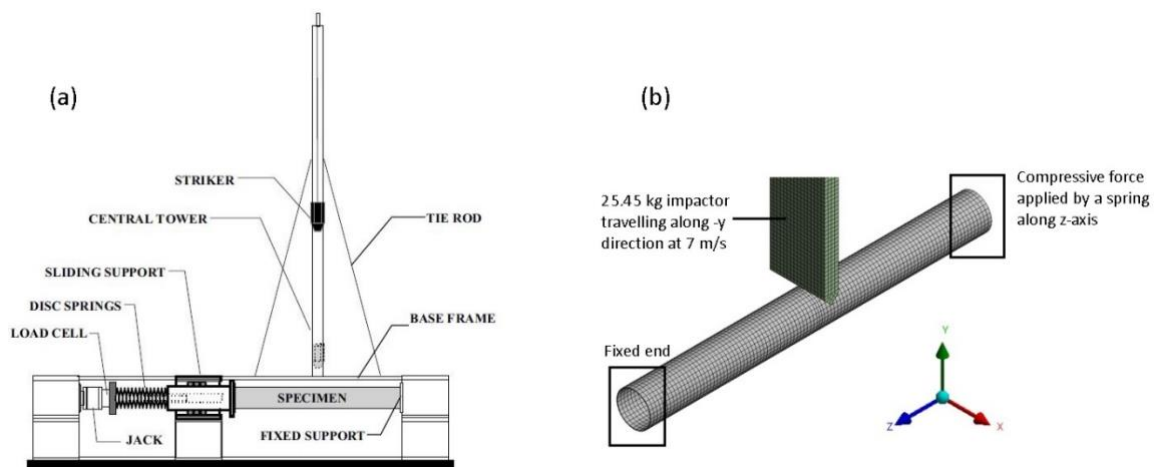 (a)
STRIKER
CENTRAL TOWER
TIE ROD
SLIDING SUPPORT
DISC SPRINGS
LOAD CELL
BASE FRAME
SPECIMEN
JACK
FIXED SUPPORT
(b)
25.45 kg impactor
travelling along -y
direction at 7 m/s
Compressive force
applied by a spring
along z-axis
Fixed end
Y
Z
X